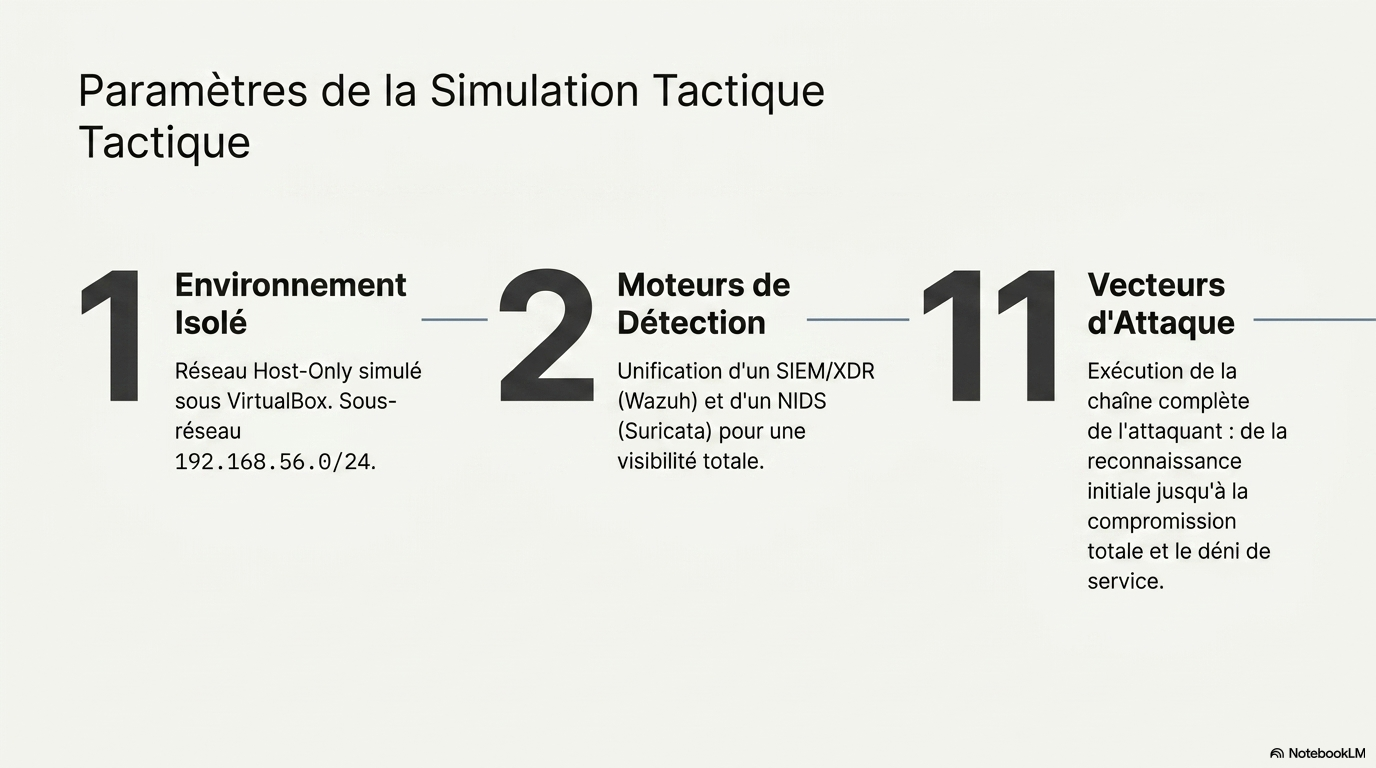 Paramètres de la Simulation Tactique
Tactique
1
Environnement
Isolé
Réseau Host-Only simulé
sous VirtualBox. Sous-
réseau
192.168.56.0/24.
2
Moteurs de
Détection
Unification d'un SIEM/XDR
(Wazuh) et d'un NIDS
(Suricata) pour une
visibilité totale.
11
Vecteurs
d'Attaque
Exécution de la
chaîne complète
de l'attaquant : de la
reconnaissance
initiale jusqu'à la
compromission
totale et le déni de
service.
NotebookLM